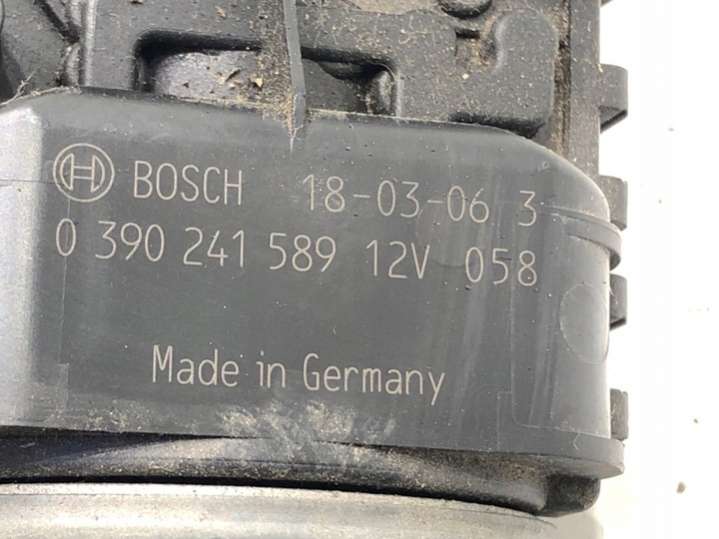 BOSCH 18-03-06 3
0 390 241 589 12V 058
Made in Germany